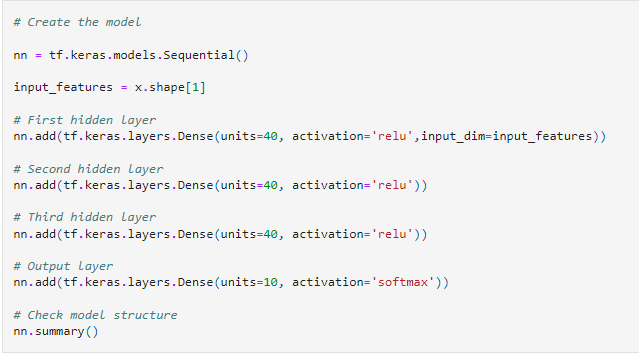 # Create the model
nn = tf.keras.models.Sequential()
input_features = x.shape[1]
# First hidden layer
nn.add(tf.keras.layers.Dense(units=40, activation='relu',input_dim=input_features))
# Second hidden layer
nn.add(tf.keras.layers.Dense(units=40, activation='relu'))
# Third hidden layer
nn.add(tf.keras.layers.Dense(units=40, activation='relu'))
# Output layer
nn.add(tf.keras.layers.Dense(units=10, activation='softmax'))
# Check model structure
nn.summary()